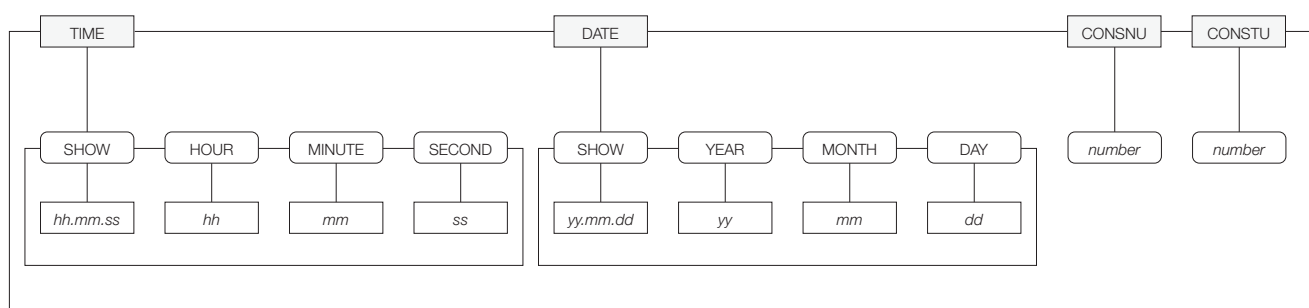 TIME DATE CONSNU CONSTU
SHOW HOUR MINUTE SECOND SHOW YEAR MONTH DAY number number
hh.mm.ss hh mm ss yy.mm.dd yy mm dd